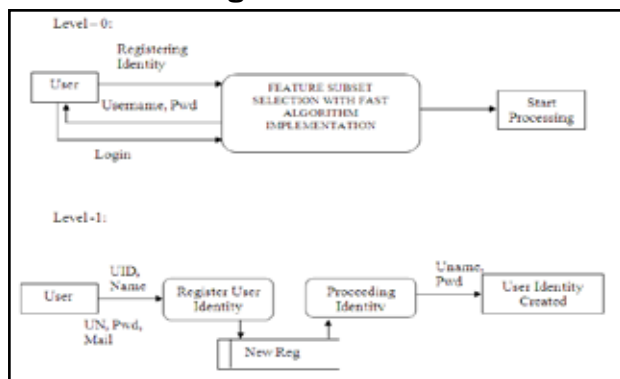 Level - 0:
Registering
Identity
User
Username, Pwd
Login
FEATURE SUBSET
SELECTION WITH FAST
ALGORITHM
IMPLEMENTATION
Start
Processing
Level -1:
User
UID,
Name
UN, Pwd,
Mail
Register User
Identity
New Reg
Proceeding
Identity
Uname,
Pwd
User Identity
Created